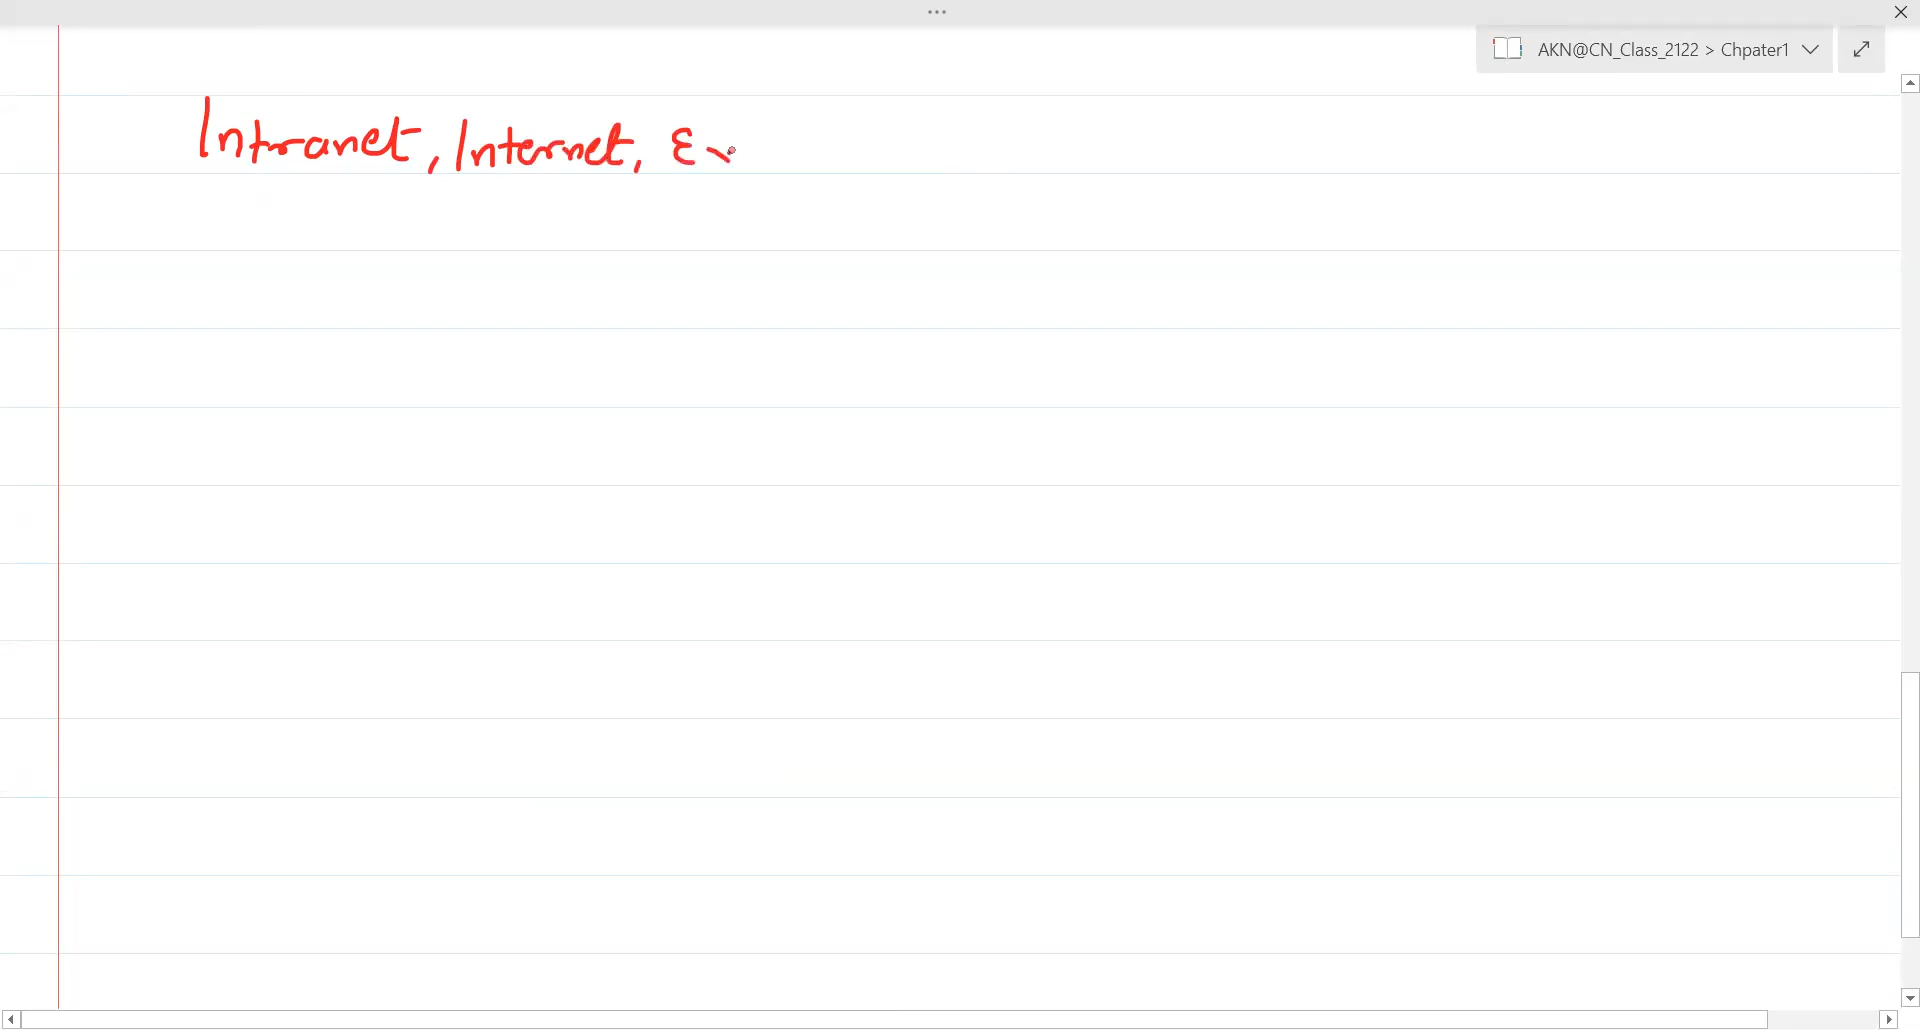 AKN@CN_Class_2122 > Chpater1
Intranet, Internet, E